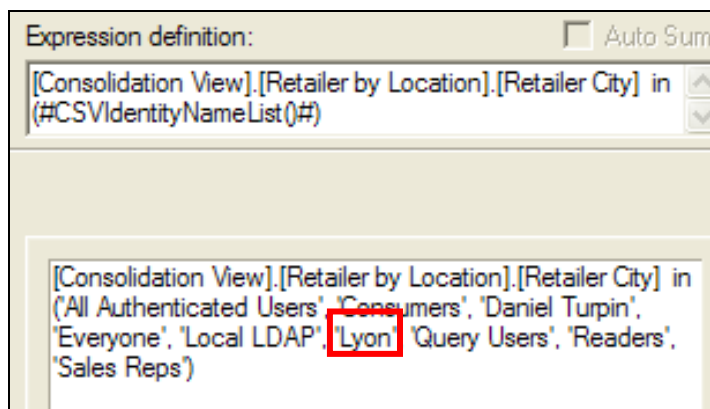 Expression definition:
Auto Sum
[Consolidation View].[Retailer by Location].[Retailer City] in
(#CSVIdentityNameList()#)
[Consolidation View].[Retailer by Location].[Retailer City] in
('All Authenticated Users', 'Consumers', 'Daniel Turpin',
'Everyone', 'Local LDAP', 'Lyon' 'Query Users', 'Readers',
'Sales Reps')